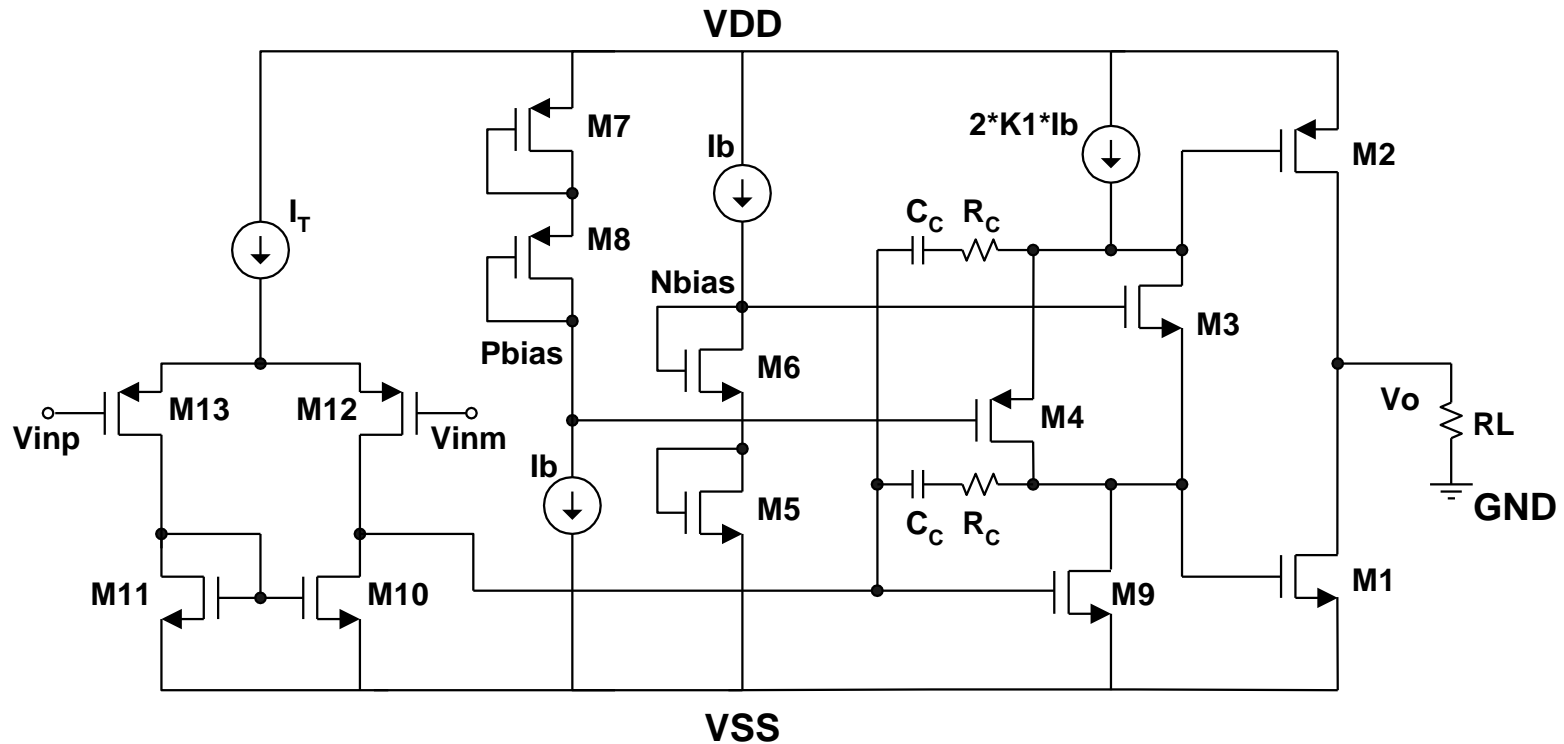 VDD
M7
Ib
2*K1*Ib
M2
I_T
C_C R_C
M8
Nbias
M3
Pbias
M6
M13
M12
M4
Vo
RL
Vinp
Vinm
Ib
M5
C_C R_C
GND
M11
M10
M9
M1
VSS